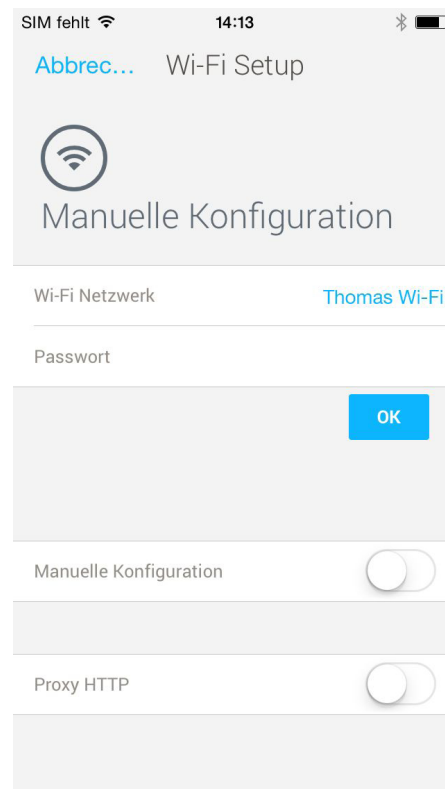 SIM fehlt 14:13
Abbrec... Wi-Fi Setup
Manuelle Konfiguration
Wi-Fi Netzwerk Thomas Wi-Fi
Passwort
OK
Manuelle Konfiguration
Proxy HTTP